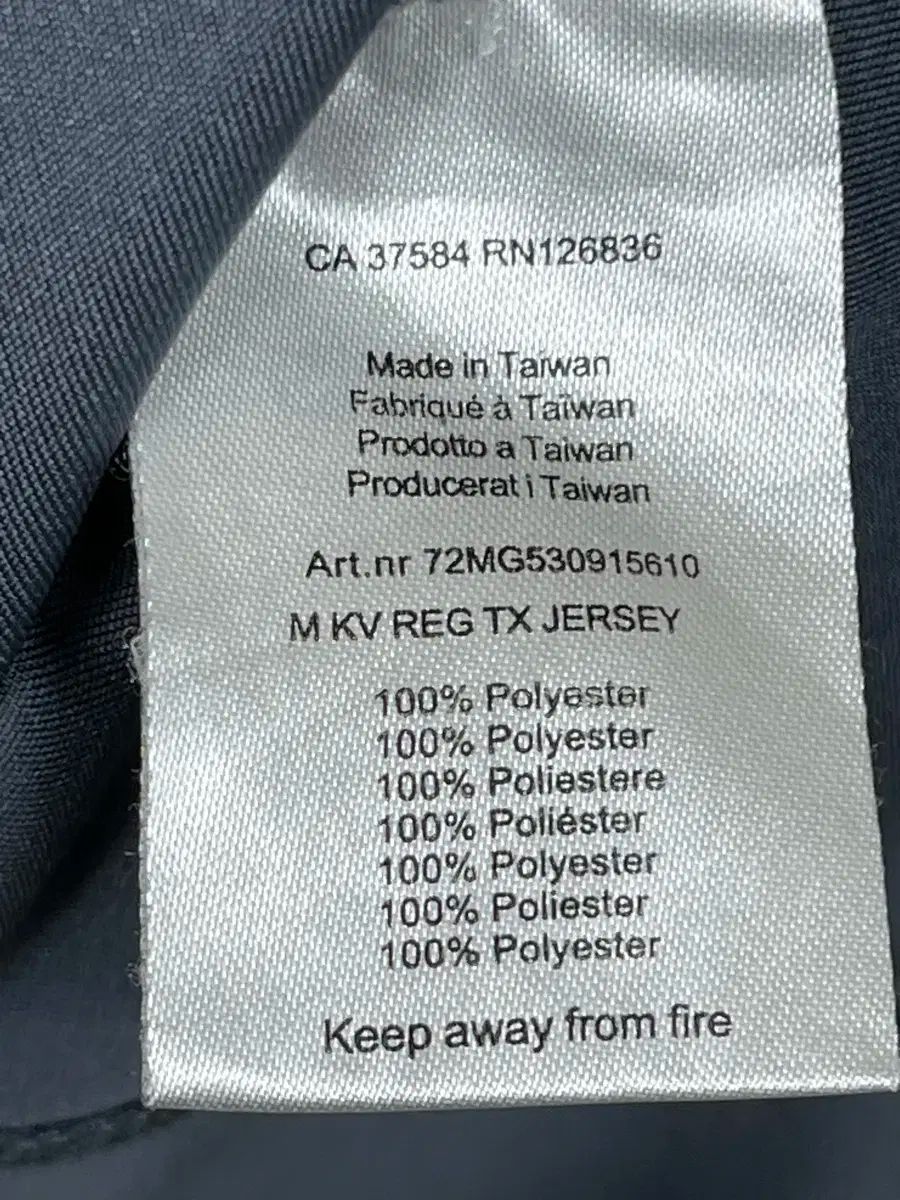 CA 37584 RN126836
Made in Taiwan
Fabriqué à Taïwan
Prodotto a Taiwan
Producerat i Taiwan
Art.nr 72MG530915610
M KV REG TX JERSEY
100% Polyester
100% Polyester
100% Poliestere
100% Poliéster
100% Polyester
100% Poliester
100% Polyester
Keep away from fire